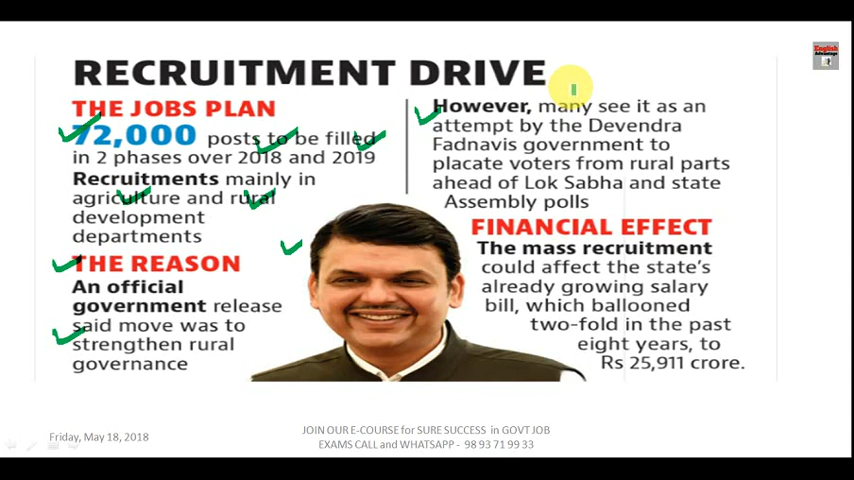 English
Advantage
RECRUITMENT DRIVE
THE JOBS PLAN
72,000 posts to be filled
in 2 phases over 2018 and 2019
Recruitments mainly in
agriculture and rural
development
departments
THE REASON
An official
government release
said move was to
strengthen rural
governance
However, many see it as an
attempt by the Devendra
Fadnavis government to
placate voters from rural parts
ahead of Lok Sabha and state
Assembly polls
FINANCIAL EFFECT
The mass recruitment
could affect the state's
already growing salary
bill, which ballooned
two-fold in the past
eight years, to
Rs 25,911 crore.
Friday, May 18, 2018
JOIN OUR E-COURSE for SURE SUCCESS in GOVT JOB
EXAMS CALL and WHATSAPP - 98 93 71 99 33